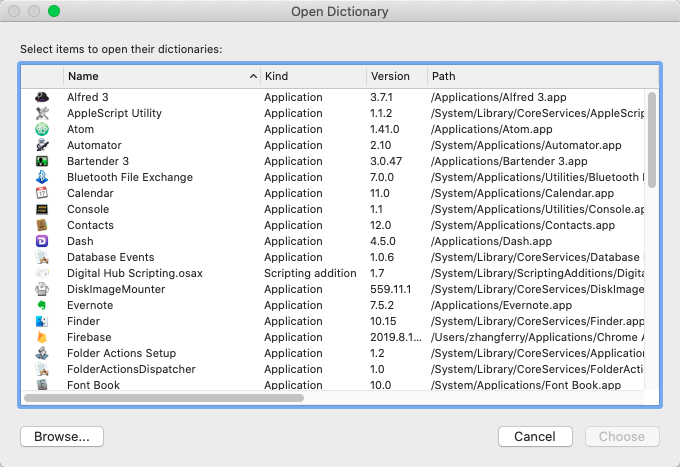 Open Dictionary
Select items to open their dictionaries:
Name Kind Version Path
Alfred 3 Application 3.7.1 /Applications/Alfred 3.app
AppleScript Utility Application 1.1.2 /System/Library/CoreServices/AppleScrip
Atom Application 1.41.0 /Applications/Atom.app
Automator Application 2.10 /System/Applications/Automator.app
Bartender 3 Application 3.0.47 /Applications/Bartender 3.app
Bluetooth File Exchange Application 7.0.0 /System/Applications/Utilities/Bluetooth
Calendar Application 11.0 /System/Applications/Calendar.app
Console Application 1.1 /System/Applications/Utilities/Console.ap
Contacts Application 12.0 /System/Applications/Contacts.app
Dash Application 4.5.0 /Applications/Dash.app
Database Events Application 1.0.6 /System/Library/CoreServices/Database
Digital Hub Scripting.osax Scripting addition 1.7 /System/Library/ScriptingAdditions/Digita
DiskImageMounter Application 559.11.1 /System/Library/CoreServices/DiskImage
Evernote Application 7.5.2 /Applications/Evernote.app
Finder Application 10.15 /System/Library/CoreServices/Finder.app
Firebase Application 2019.8.1... /Users/zhangferry/Applications/Chrome A
Folder Actions Setup Application 1.2 /System/Library/CoreServices/Application
FolderActionsDispatcher Application 1.0 /System/Library/CoreServices/FolderActi
Font Book Application 10.0 /System/Applications/Font Book.app
Browse... Cancel Choose